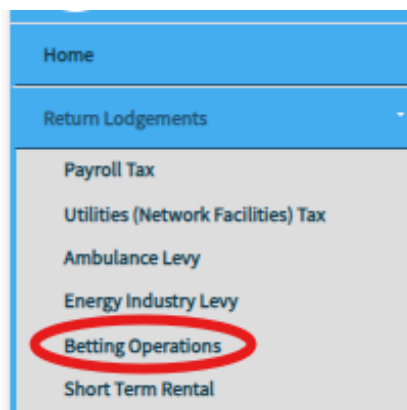 Home
Return Lodgements
Payroll Tax
Utilities (Network Facilities) Tax
Ambulance Levy
Energy Industry Levy
Betting Operations
Short Term Rental